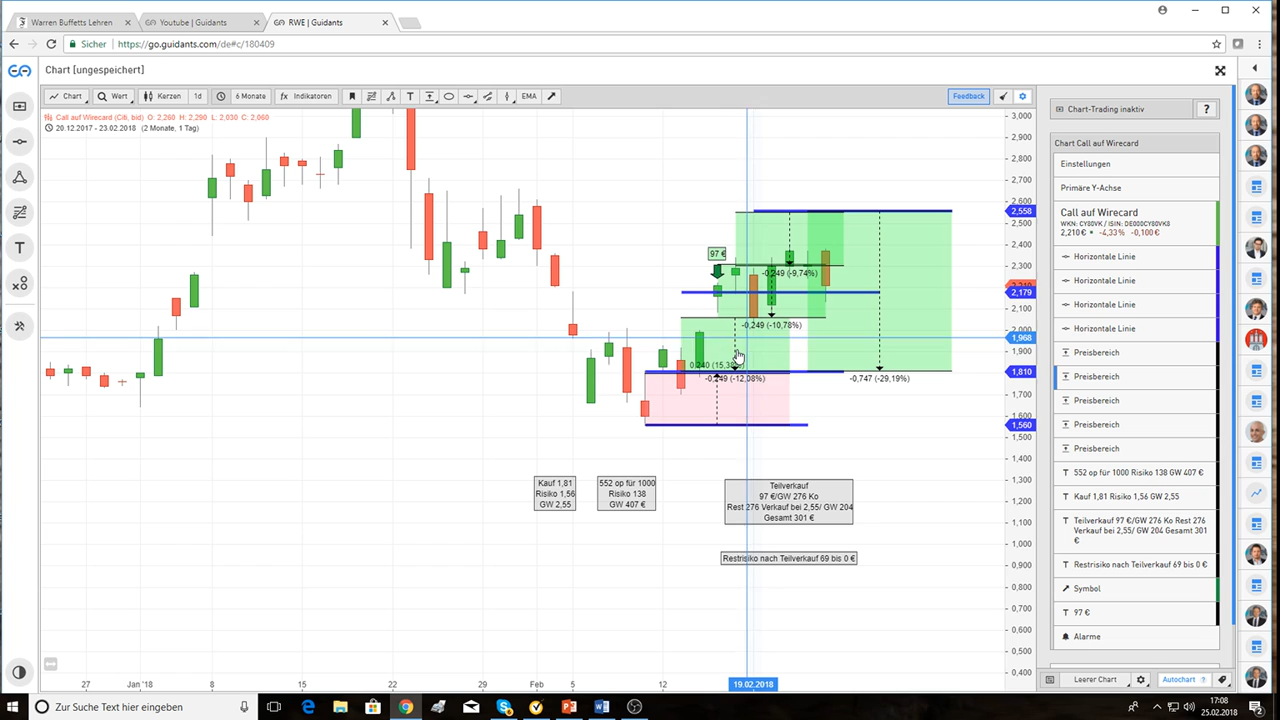 Warren Buffetts Lehren
Youtube | Guidants
RWE | Guidants
Sicher
https://go.guidants.com/de#c/180409
Chart [ungespeichert]
Chart
Wert
Kerzen
1d
6 Monate
fx Indikatoren
T
EMA
Feedback
Call auf Wirecard (Citi, bid) O: 2,260 H: 2,290 L: 2,030 C: 2,060
20.12.2017 - 23.02.2018 (2 Monate, 1 Tag)
3,000
2,900
2,800
2,700
2,600
2,558
2,500
2,400
2,300
2,179
2,100
2,000
1,968
1,900
1,810
1,700
1,600
1,560
1,500
1,400
1,300
1,200
1,100
1,000
0,900
0,800
0,700
0,600
0,500
0,400
97 €
-0,249 (-9,74%)
-0,249 (-10,78%)
-0,249 (-12,08%)
-0,747 (-29,19%)
Kauf 1,81
Risiko 1,56
GW 2,55
552 op für 1000
Risiko 138
GW 407 €
Teilverkauf
97 €/GW 276 Ko
Rest 276 Verkauf bei 2,55/ GW 204
Gesamt 301 €
Restrisiko nach Teilverkauf 69 bis 0 €
27
Jan '18
8
15
22
29
Feb
5
12
19.02.2018
Chart-Trading inaktiv
?
Chart Call auf Wirecard
Einstellungen
Primäre Y-Achse
Call auf Wirecard
WKN: CY80VK / ISIN: DE000CY80VK8
2,210 € -4,33 % -0,100 €
Horizontale Linie
Horizontale Linie
Horizontale Linie
Horizontale Linie
Preisbereich
Preisbereich
Preisbereich
Preisbereich
Preisbereich
T 552 op für 1000 Risiko 138 GW 407 €
T Kauf 1,81 Risiko 1,56 GW 2,55
T Teilverkauf 97 €/GW 276 Ko Rest 276
Verkauf bei 2,55/ GW 204 Gesamt 301
€
T Restrisiko nach Teilverkauf 69 bis 0 €
Symbol
T 97 €
Alarme
Leerer Chart
Autochart ?
Zur Suche Text hier eingeben
17:08
25.02.2018
2